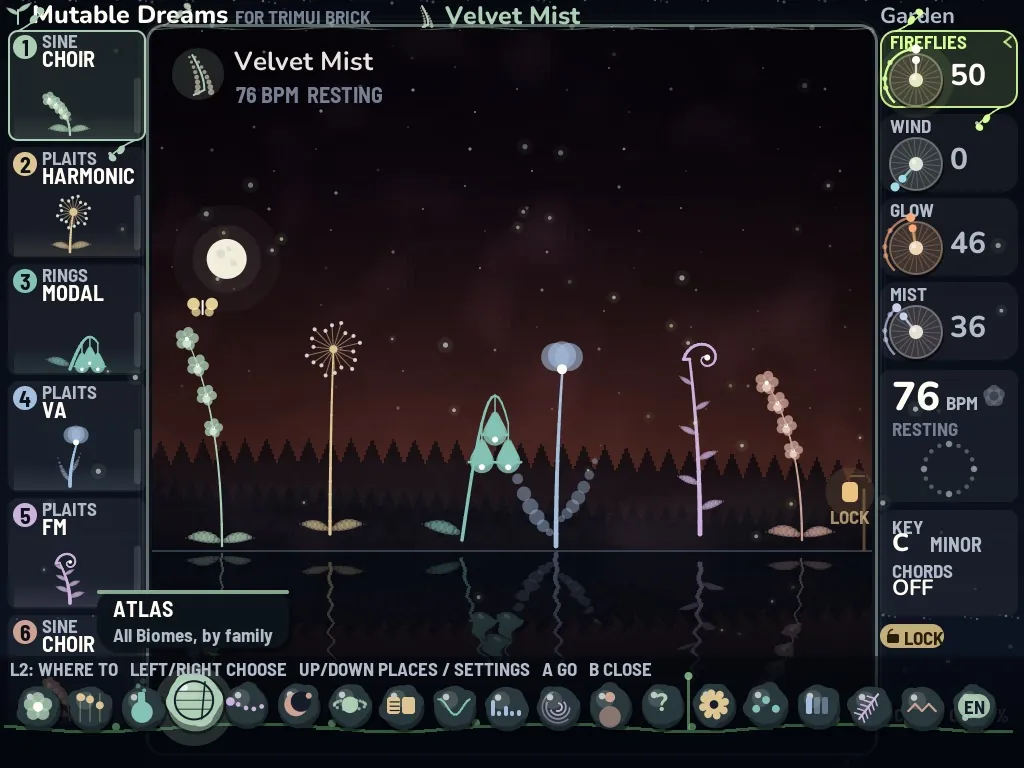 Mutable Dreams FOR TRIMUI BRICK
Velvet Mist
Garden
1 SINE
CHOIR
2 PLAITS
HARMONIC
3 RINGS
MODAL
4 PLAITS
VA
5 PLAITS
FM
6 SINE
CHOIR
Velvet Mist
76 BPM RESTING
LOCK
FIREFLIES
50
WIND
0
GLOW
46
MIST
36
76 BPM
RESTING
KEY
C MINOR
CHORDS
OFF
LOCK
ATLAS
All Biomes, by family
L2: WHERE TO LEFT/RIGHT CHOOSE UP/DOWN PLACES / SETTINGS A GO B CLOSE
?
EN
%